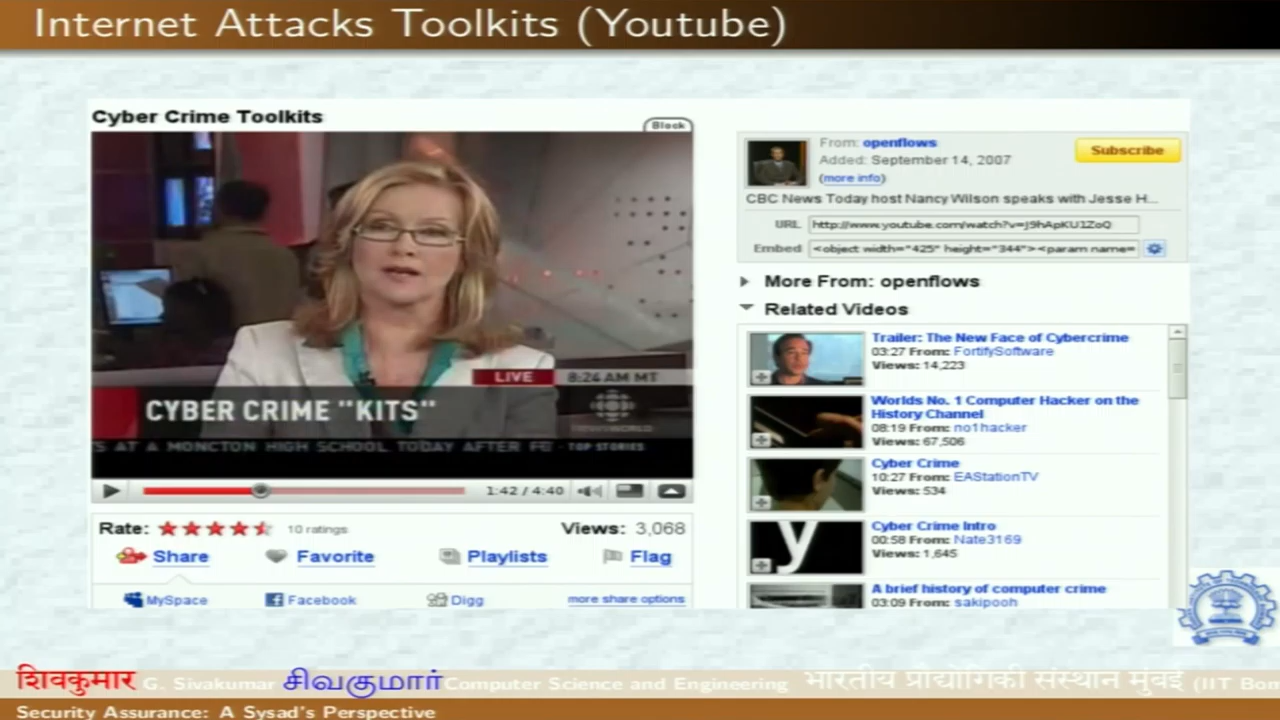 Internet Attacks Toolkits (Youtube)
Cyber Crime Toolkits
Block
LIVE 8:24 AM MT
CYBER CRIME "KITS"
NEWSWORLD
S AT A MONCTON HIGH SCHOOL TODAY AFTER TOP STORIES
1:42 / 4:40
Rate: 10 ratings Views: 3,068
Share Favorite Playlists Flag
MySpace Facebook Digg more share options
From: openflows
Added: September 14, 2007
(more info)
Subscribe
CBC News Today host Nancy Wilson speaks with Jesse H...
URL http://www.youtube.com/watch?v=J9hApKU1ZoQ
Embed <object width="425" height="344"><param name=
More From: openflows
Related Videos
Trailer: The New Face of Cybercrime
03:27 From: FortifySoftware
Views: 14,223
Worlds No. 1 Computer Hacker on the
History Channel
08:19 From: no1hacker
Views: 67,506
Cyber Crime
10:27 From: EAStationTV
Views: 534
y
Cyber Crime Intro
00:58 From: Nate3169
Views: 1,645
A brief history of computer crime
03:09 From: sakipooh
शिवकुमार G. Sivakumar சிவகுமார் Computer Science and Engineering भारतीय प्रौद्योगिकी संस्थान मुंबई (IIT Bom
Security Assurance: A Sysad's Perspective